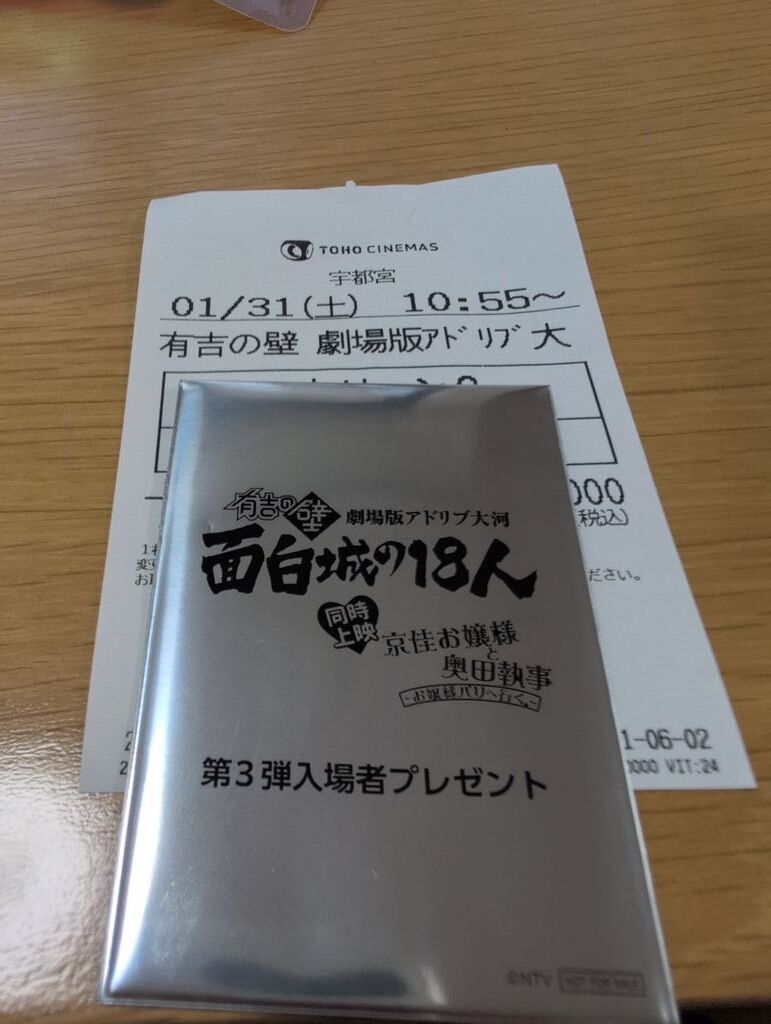 TOHO CINEMAS
宇都宮
01/31(土) 10:55～
有吉の壁 劇場版ｱﾄﾞﾘﾌﾞ大
000
税込)
ださい。
有吉の壁 劇場版アドリブ大河
面白城の18人
同時上映
京佳お嬢様
と
奥田執事
-お嬢様パリへ行く。-
第3弾入場者プレゼント
1-06-02
0000 VIT:24
©NTV NOT FOR SALE